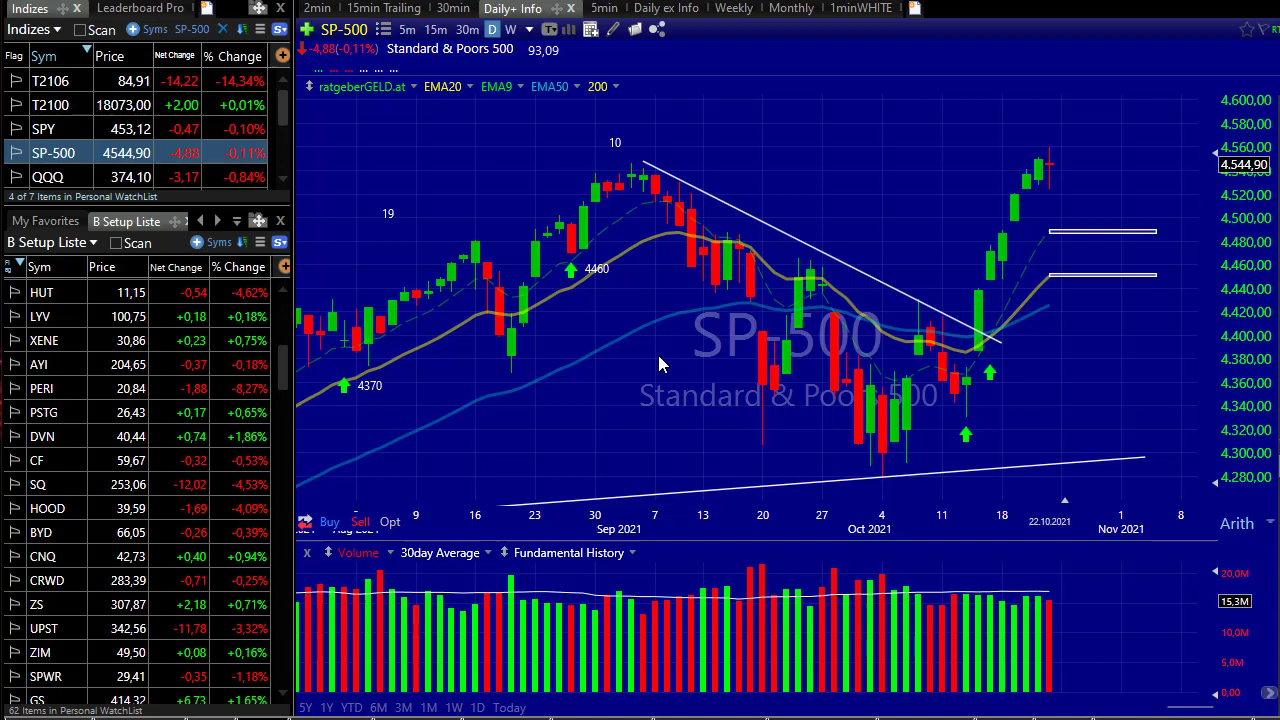 Indizes
Leaderboard Pro
2min
15min Trailing
30min
Daily+ Info
5min
Daily ex Info
Weekly
Monthly
1minWHITE
Indizes Scan Syms SP-500
SP-500 5m 15m 30m D W
-4,88(-0,11%) Standard & Poors 500 93,09
ratgeberGELD.at EMA20 EMA9 EMA50 200
Flag Sym Price Net Change % Change
T2106 84,91 -14,22 -14,34%
T2100 18073,00 +2,00 +0,01%
SPY 453,12 -0,47 -0,10%
SP-500 4544,90 -4,88 -0,11%
QQQ 374,10 -3,17 -0,84%
4 of 7 Items in Personal WatchList
My Favorites B Setup Liste
B Setup Liste Scan Syms
Sym Price Net Change % Change
HUT 11,15 -0,54 -4,62%
LYV 100,75 +0,18 +0,18%
XENE 30,86 +0,23 +0,75%
AYI 204,65 -0,37 -0,18%
PERI 20,84 -1,88 -8,27%
PSTG 26,43 +0,17 +0,65%
DVN 40,44 +0,74 +1,86%
CF 59,67 -0,32 -0,53%
SQ 253,06 -12,02 -4,53%
HOOD 39,59 -1,69 -4,09%
BYD 66,05 -0,26 -0,39%
CNQ 42,73 +0,40 +0,94%
CRWD 283,39 -0,71 -0,25%
ZS 307,87 +2,18 +0,71%
UPST 342,56 -11,78 -3,32%
ZIM 49,50 +0,08 +0,16%
SPWR 29,41 -0,35 -1,18%
GS 414,32 +6,73 +1,65%
62 Items in Personal WatchList
10
19
4460
4370
SP-500
Standard & Poors 500
4.600,00
4.580,00
4.560,00
4.544,90
4.520,00
4.500,00
4.480,00
4.460,00
4.440,00
4.420,00
4.400,00
4.380,00
4.360,00
4.340,00
4.320,00
4.300,00
4.280,00
Arith
9 16 23 30 7 13 20 27 4 11 18 22.10.2021 1 8
Buy Sell Opt
Sep 2021 Oct 2021 Nov 2021
X Volume 30day Average Fundamental History
20,0M
15,3M
10,0M
5,0M
0,00
5Y 1Y YTD 6M 3M 1M 1W 1D Today